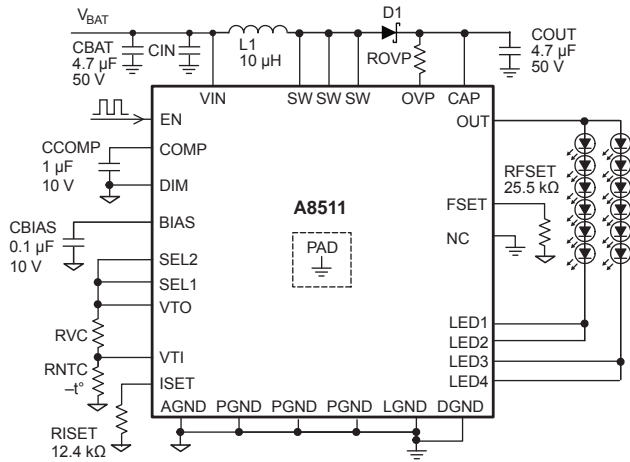 V_BAT
D1
CBAT
4.7 µF
50 V
CIN
L1
10 µH
ROVP
COUT
4.7 µF
50 V
VIN
SW
SW
SW
OVP
CAP
EN
OUT
CCOMP
1 µF
10 V
COMP
DIM
RFSET
25.5 kΩ
A8511
FSET
CBIAS
0.1 µF
10 V
BIAS
PAD
NC
SEL2
SEL1
VTO
RVC
LED1
LED2
VTI
LED3
RNTC
–t°
ISET
LED4
AGND
PGND
PGND
PGND
LGND
DGND
RISET
12.4 kΩ